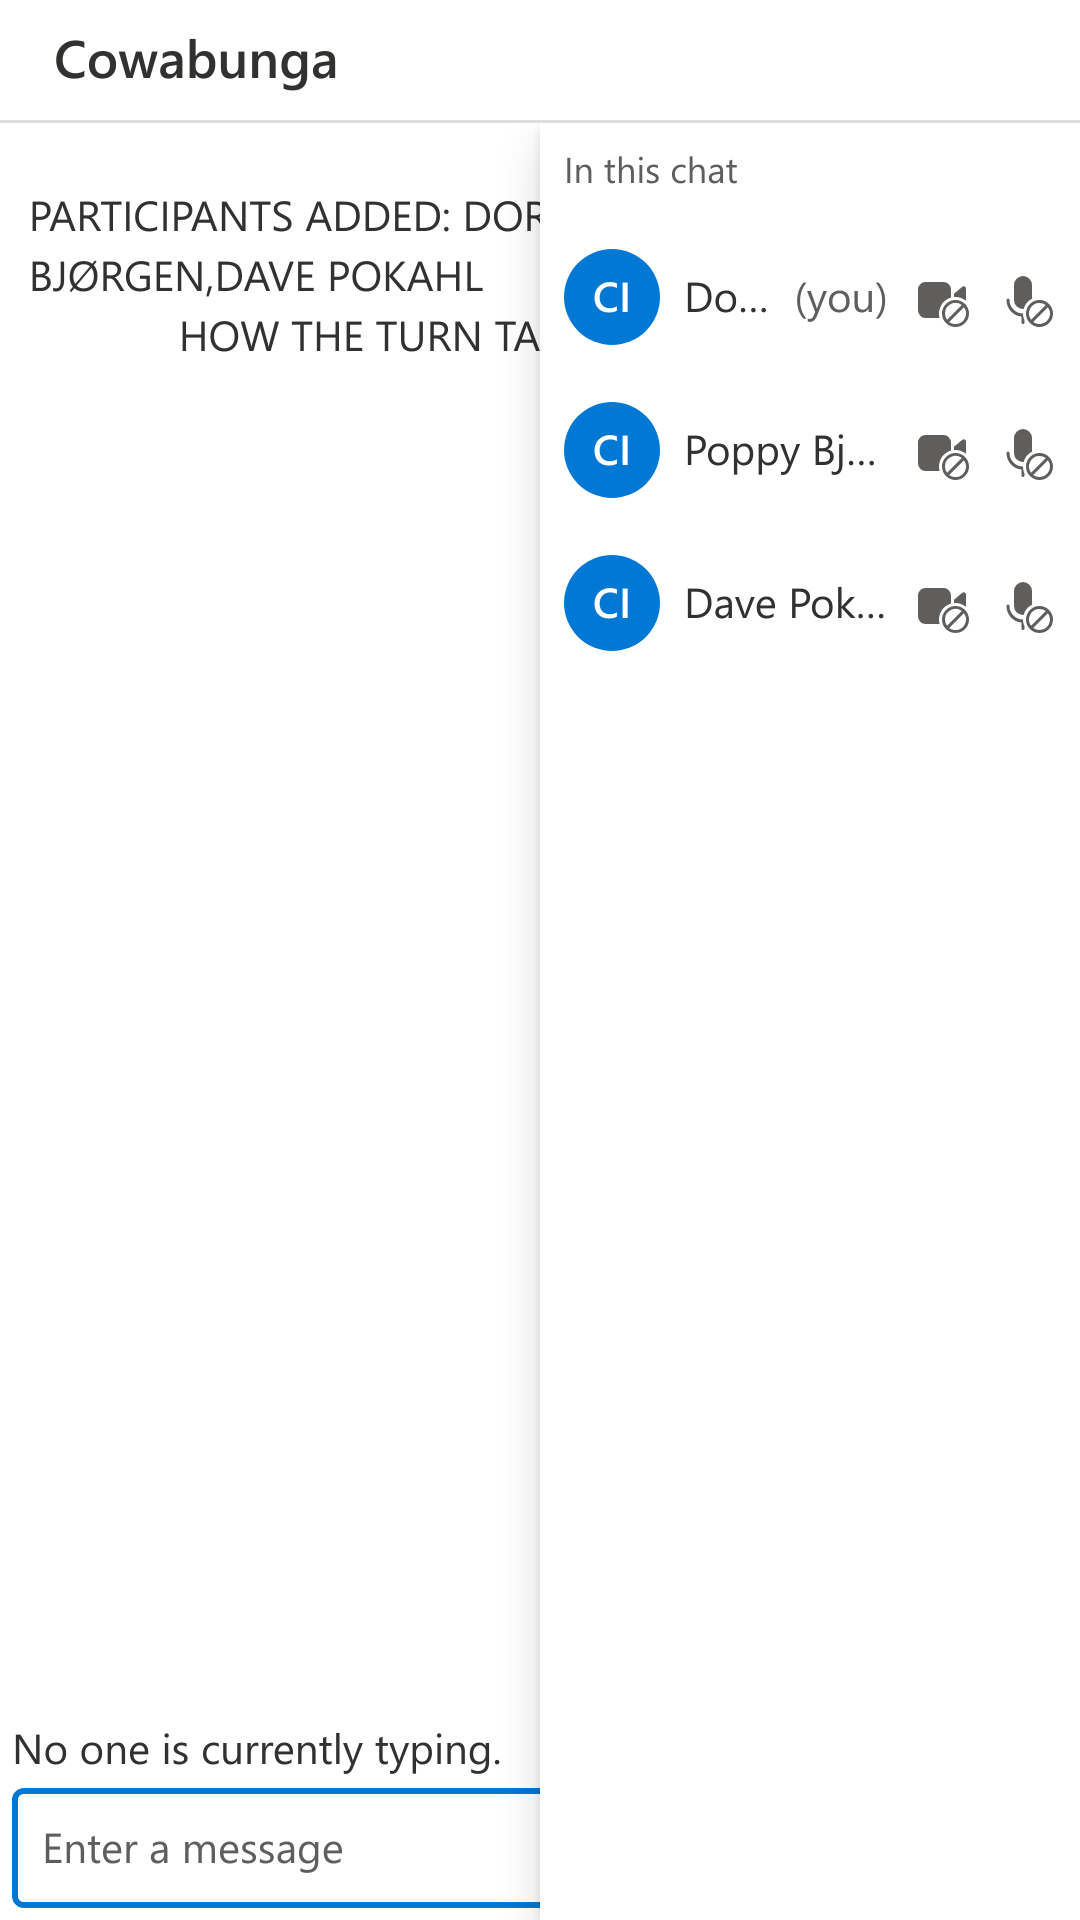 Cowabunga
PARTICIPANTS ADDED: DOR
BJØRGEN,DAVE POKAHL
HOW THE TURN TA
No one is currently typing.
Enter a message
In this chat
CI Do... (you)
CI Poppy Bj...
CI Dave Pok...